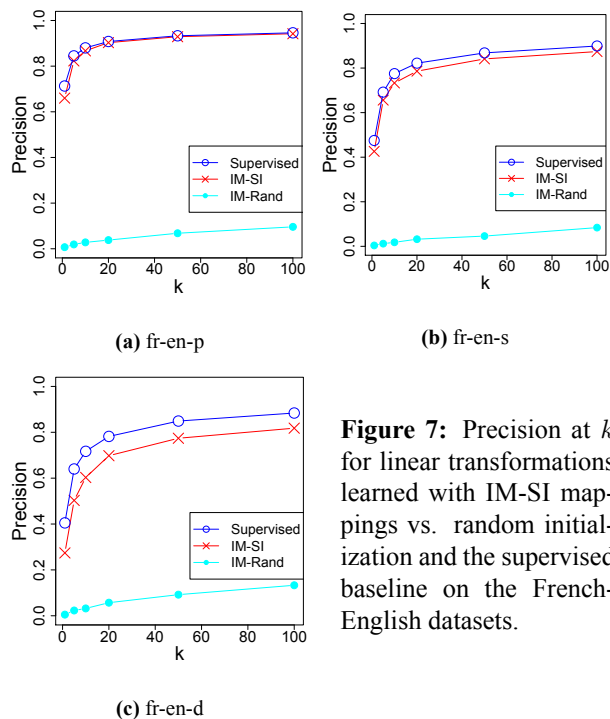 1.0
0.8
0.6
0.4
0.2
0.0
Precision
Supervised
IM-SI
IM-Rand
0 20 40 60 80 100
k
(a) fr-en-p
1.0
0.8
0.6
0.4
0.2
0.0
Precision
Supervised
IM-SI
IM-Rand
0 20 40 60 80 100
k
(b) fr-en-s
1.0
0.8
0.6
0.4
0.2
0.0
Precision
Supervised
IM-SI
IM-Rand
0 20 40 60 80 100
k
(c) fr-en-d
Figure 7: Precision at k
for linear transformations
learned with IM-SI map-
pings vs. random initial-
ization and the supervised
baseline on the French-
English datasets.